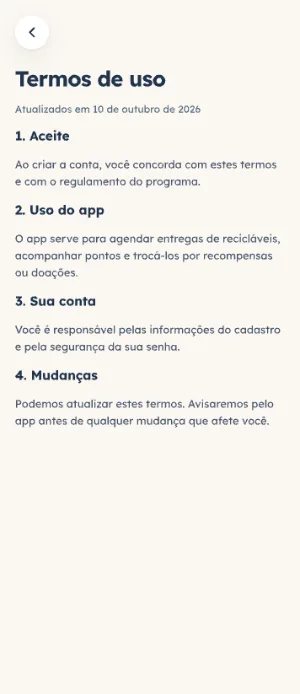 Termos de uso
Atualizados em 10 de outubro de 2026
1. Aceite
Ao criar a conta, você concorda com estes termos
e com o regulamento do programa.
2. Uso do app
O app serve para agendar entregas de recicláveis,
acompanhar pontos e trocá-los por recompensas
ou doações.
3. Sua conta
Você é responsável pelas informações do cadastro
e pela segurança da sua senha.
4. Mudanças
Podemos atualizar estes termos. Avisaremos pelo
app antes de qualquer mudança que afete você.